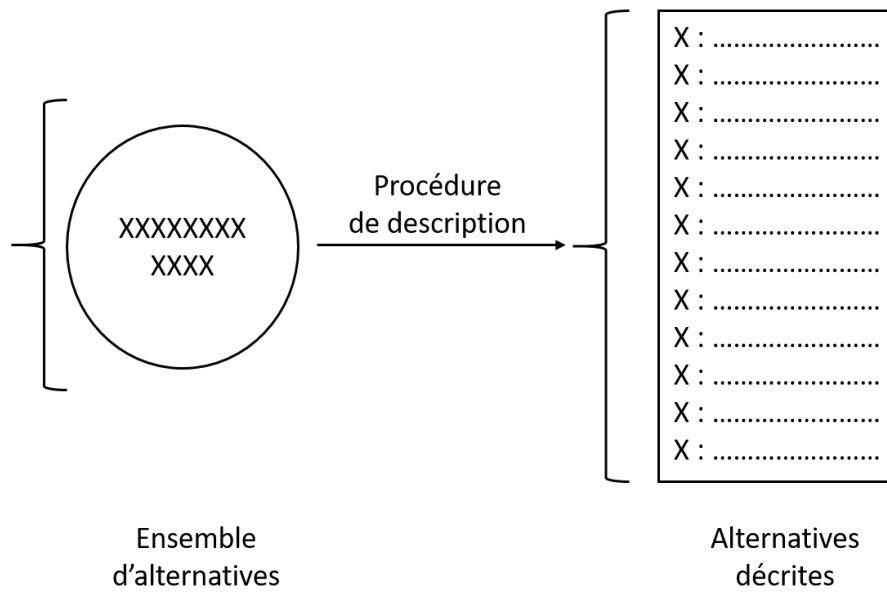 XXXXXXXX
XXXX
Procédure
de description
X : ........................
X : ........................
X : ........................
X : ........................
X : ........................
X : ........................
X : ........................
X : ........................
X : ........................
X : ........................
X : ........................
X : ........................
Ensemble
d’alternatives
Alternatives
décrites